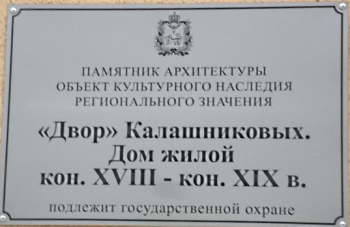 ПАМЯТНИК АРХИТЕКТУРЫ
ОБЪЕКТ КУЛЬТУРНОГО НАСЛЕДИЯ
РЕГИОНАЛЬНОГО ЗНАЧЕНИЯ
«Двор» Калашниковых.
Дом жилой
кон. XVIII - кон. XIX в.
подлежит государственной охране